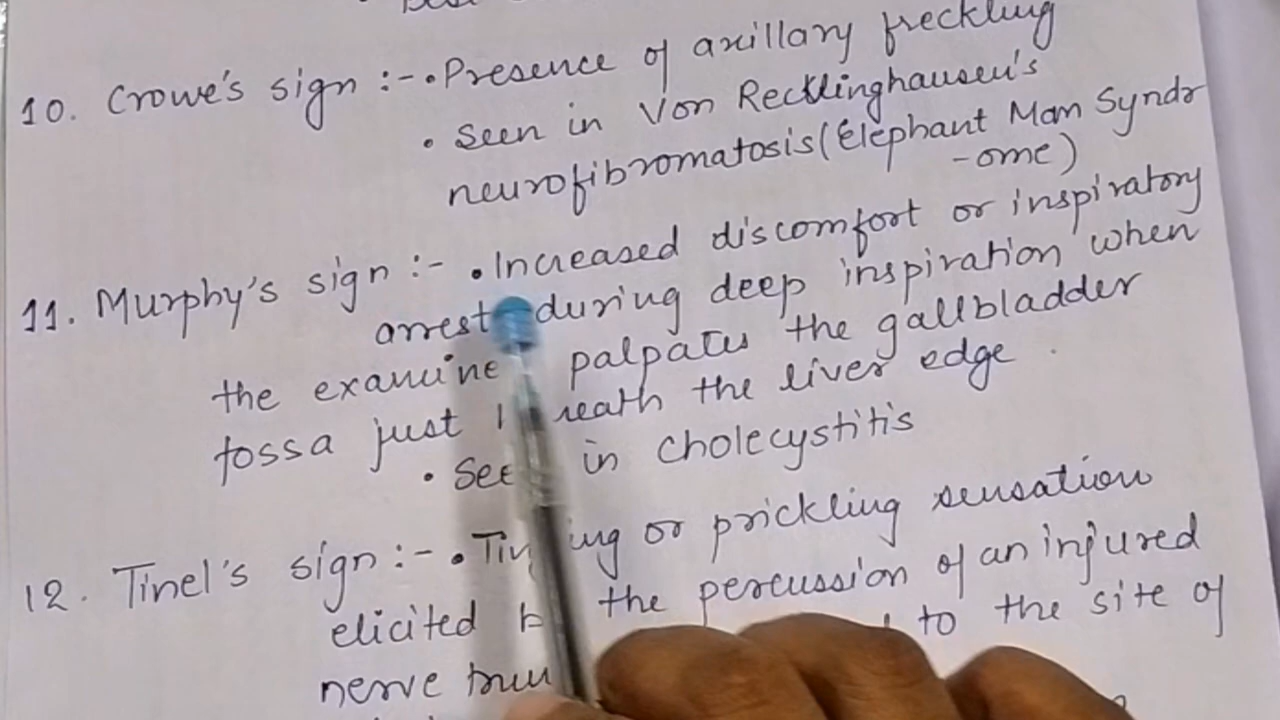 10. Crowe's sign :- • Presence of axillary freckling
• Seen in Von Recklinghausen's
neurofibromatosis (Elephant Man Syndr
-ome)
11. Murphy's sign :- • Increased discomfort or inspiratory
arrest during deep inspiration when
the examine palpates the gallbladder
fossa just the liver edge
• See in cholecystitis
12. Tinel's sign :- • or prickling sensation
elicited the percussion of an injured
nerve to the site of